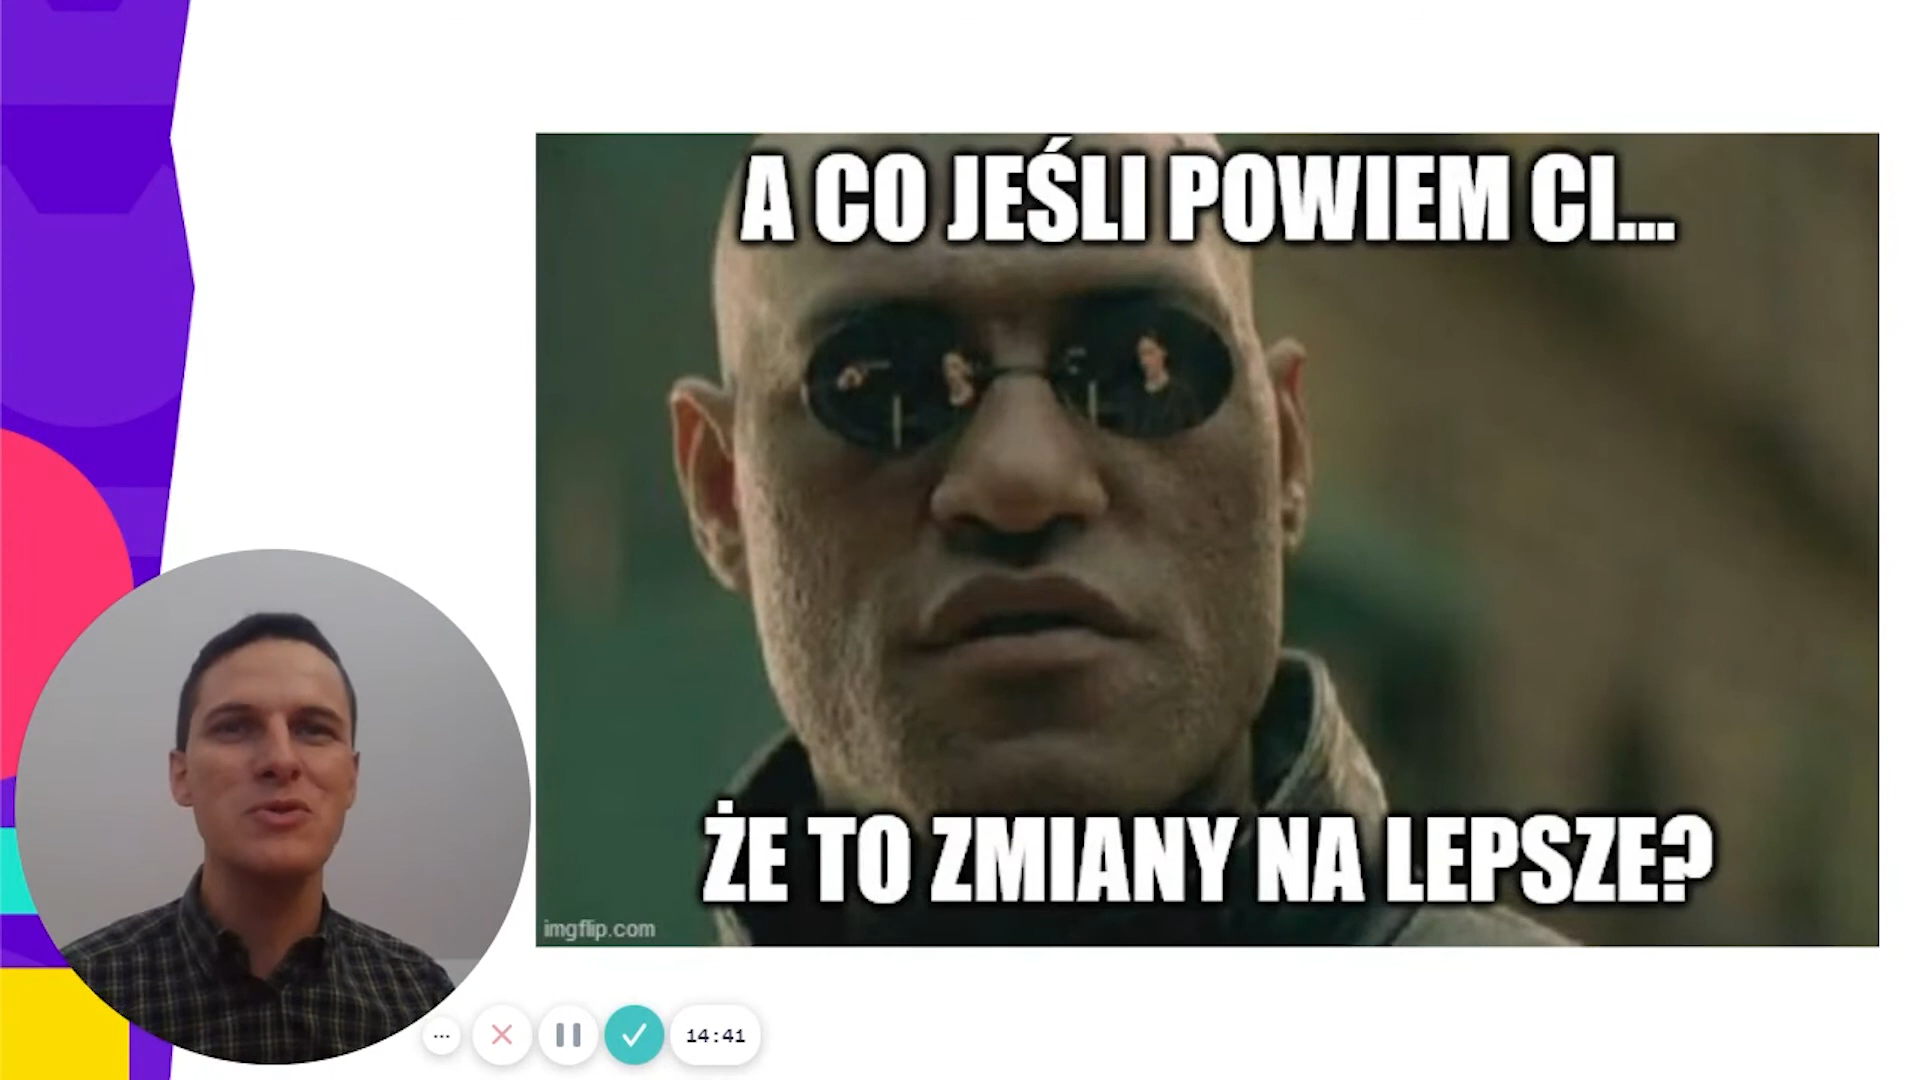 A CO JEŚLI POWIEM CI...
ŻE TO ZMIANY NA LEPSZE?
imgflip.com
... 
14:41